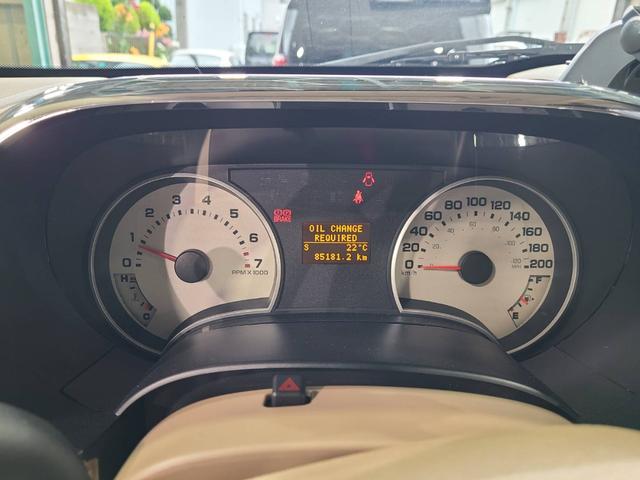 0 1 2 3 4 5 6 7
RPM X 1000
H
C
BRAKE
OIL CHANGE
REQUIRED
S 22°C
85181.2 km
0 20 40 60 80 100 120 140 160 200
km/h
F
E